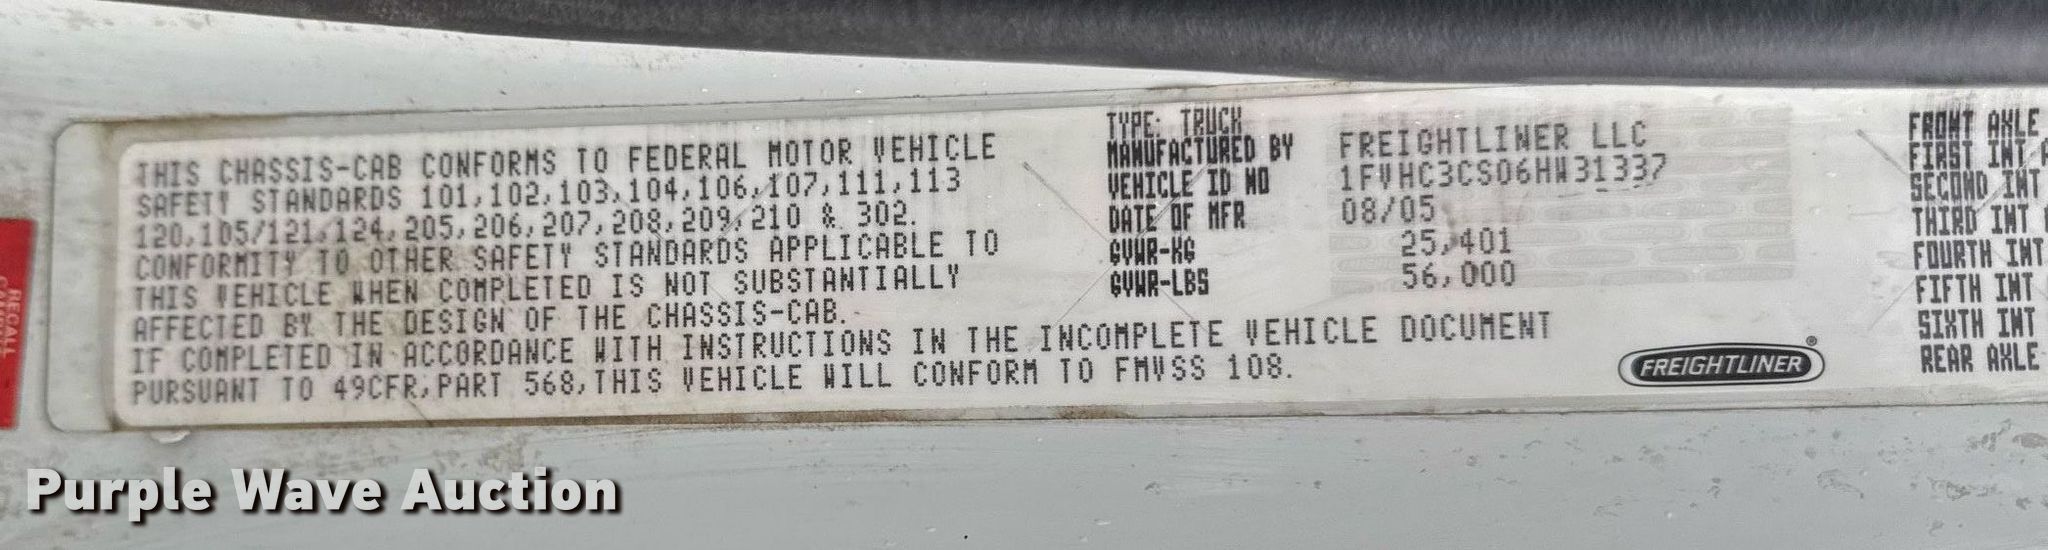 THIS CHASSIS-CAB CONFORMS TO FEDERAL MOTOR VEHICLE
SAFETY STANDARDS 101,102,103,104,106,107,111,113
120,105/121,124,205,206,207,208,209,210 & 302.
CONFORMITY TO OTHER SAFETY STANDARDS APPLICABLE TO
THIS VEHICLE WHEN COMPLETED IS NOT SUBSTANTIALLY
AFFECTED BY THE DESIGN OF THE CHASSIS-CAB.
IF COMPLETED IN ACCORDANCE WITH INSTRUCTIONS IN THE INCOMPLETE VEHICLE DOCUMENT
PURSUANT TO 49CFR,PART 568,THIS VEHICLE WILL CONFORM TO FMVSS 108.
TYPE: TRUCK
MANUFACTURED BY FREIGHTLINER LLC
VEHICLE ID NO 1FVHC3CS06HW31337
DATE OF MFR 08/05
GVWR-KG 25,401
GVWR-LBS 56,000
FREIGHTLINER®
FRONT AXLE
FIRST INT A
SECOND INT
THIRD INT
FOURTH INT
FIFTH INT
SIXTH INT
REAR AXLE
RECALL
Purple Wave Auction